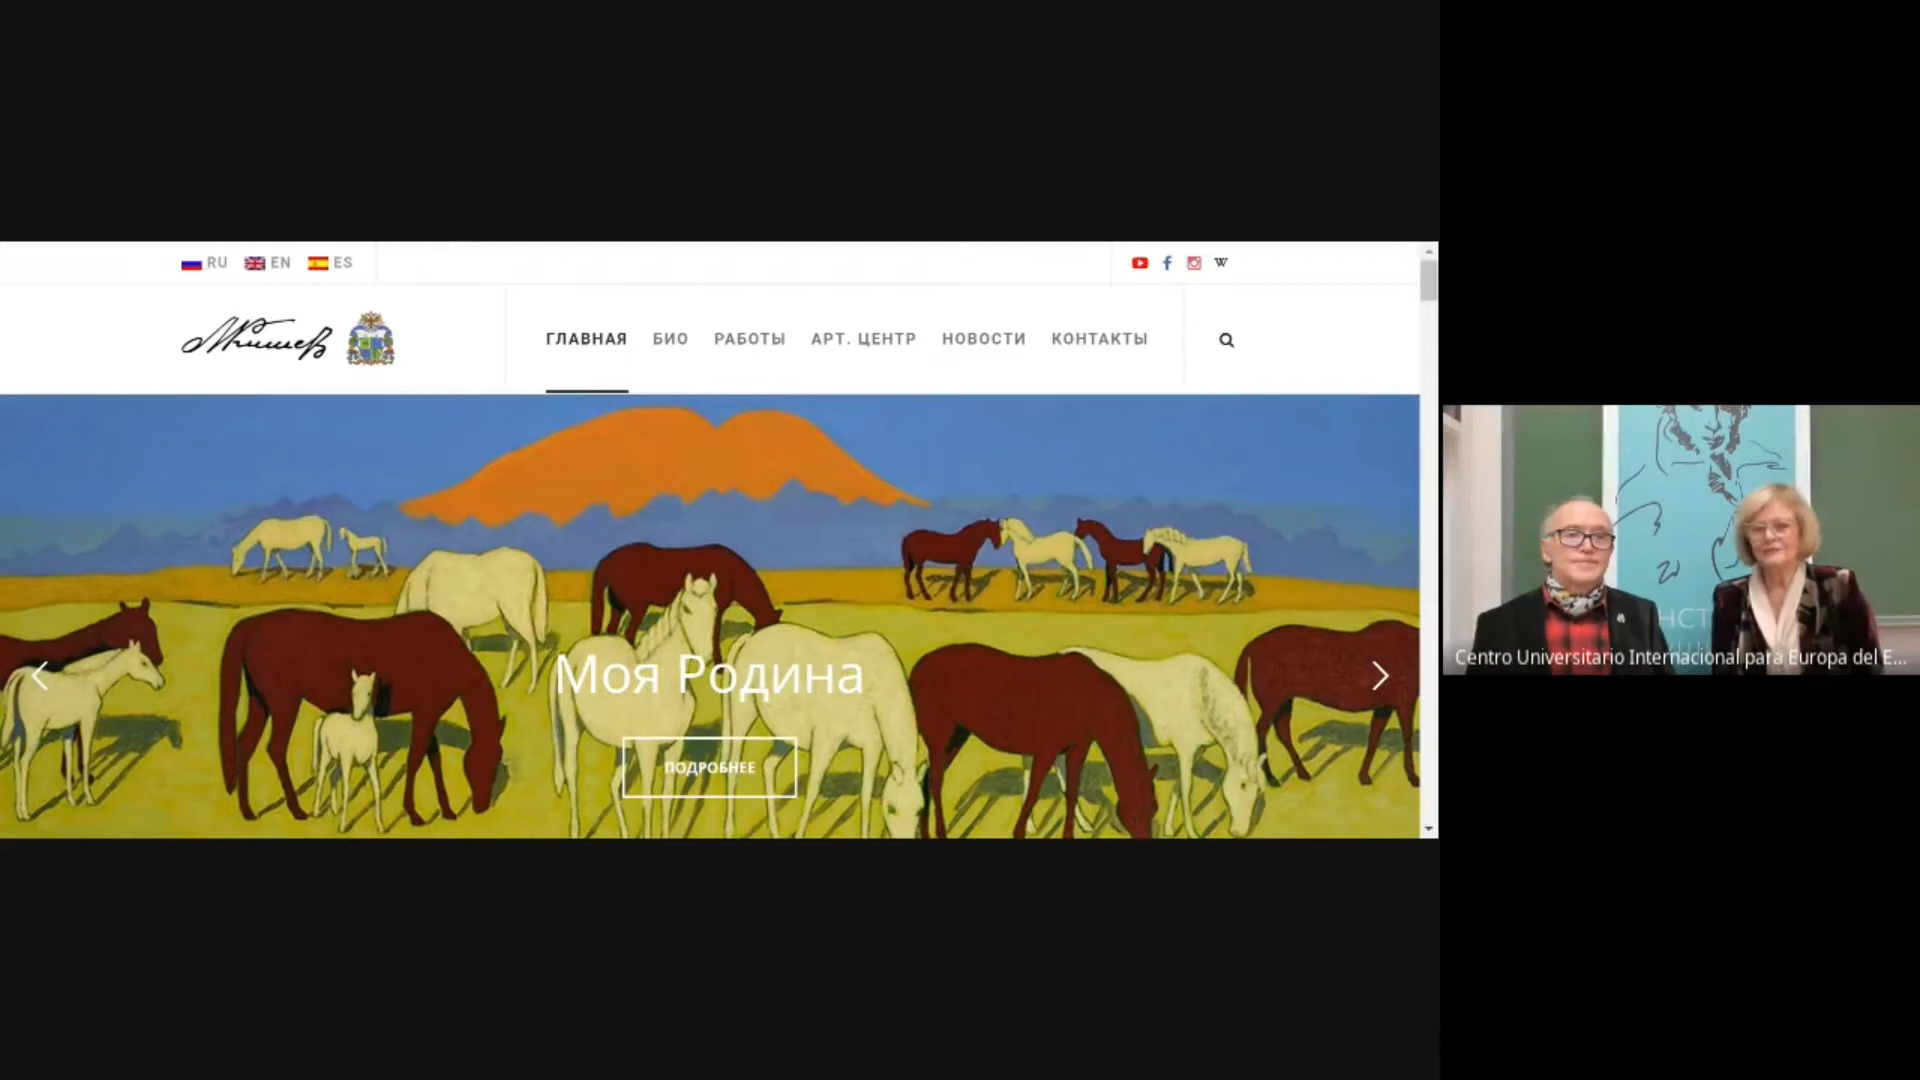 RU EN ES
W
ГЛАВНАЯ БИО РАБОТЫ АРТ. ЦЕНТР НОВОСТИ КОНТАКТЫ
Моя Родина
ПОДРОБНЕЕ
НСТ
Centro Universitario Internacional para Europa del E...